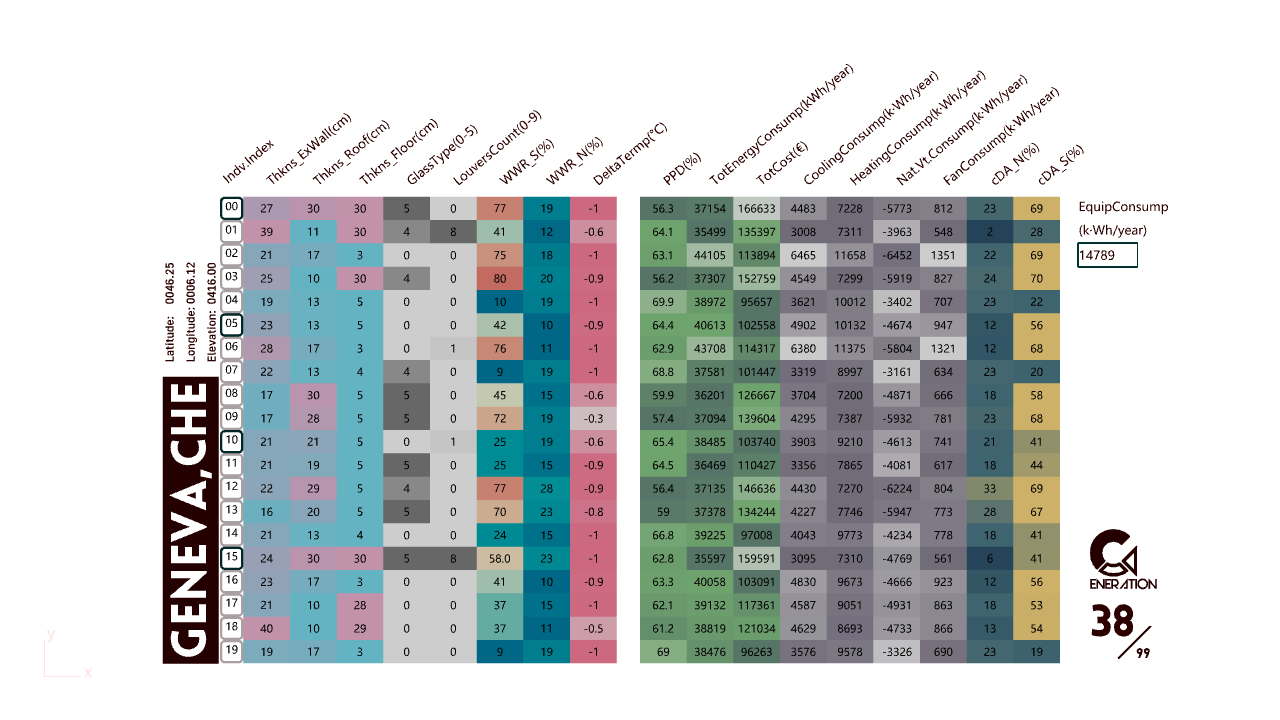 Indv.Index Thkns_ExWall(cm) Thkns_Roof(cm) Thkns_Floor(cm) GlassType(0-5) LouversCount(0-9) WWR_S(%) WWR_N(%) DeltaTermp(°C) PPD(%) TotEnergyConsump(kWh/year) TotCost(€) CoolingConsump(k·Wh/year) HeatingConsump(k·Wh/year) Nat.Vt.Consump(k·Wh/year) FanConsump(k·Wh/year) cDA_N(%) cDA_S(%)
00 27 30 30 5 0 77 19 -1 56.3 37154 166633 4483 7228 -5773 812 23 69
01 39 11 30 4 8 41 12 -0.6 64.1 35499 135397 3008 7311 -3963 548 2 28
02 21 17 3 0 0 75 18 -1 63.1 44105 113894 6465 11658 -6452 1351 22 69
03 25 10 30 4 0 80 20 -0.9 56.2 37307 152759 4549 7299 -5919 827 24 70
04 19 13 5 0 0 10 19 -1 69.9 38972 95657 3621 10012 -3402 707 23 22
05 23 13 5 0 0 42 10 -0.9 64.4 40613 102558 4902 10132 -4674 947 12 56
06 28 17 3 0 1 76 11 -1 62.9 43708 114317 6380 11375 -5804 1321 12 68
07 22 13 4 4 0 9 19 -1 68.8 37581 101447 3319 8997 -3161 634 23 20
08 17 30 5 5 0 45 15 -0.6 59.9 36201 126667 3704 7200 -4871 666 18 58
09 17 28 5 5 0 72 19 -0.3 57.4 37094 139604 4295 7387 -5932 781 23 68
10 21 21 5 0 1 25 19 -0.6 65.4 38485 103740 3903 9210 -4613 741 21 41
11 21 19 5 5 0 25 15 -0.9 64.5 36469 110427 3356 7865 -4081 617 18 44
12 22 29 5 4 0 77 28 -0.9 56.4 37135 146636 4430 7270 -6224 804 33 69
13 16 20 5 5 0 70 23 -0.8 59 37378 134244 4227 7746 -5947 773 28 67
14 21 13 4 0 0 24 15 -1 66.8 39225 97008 4043 9773 -4234 778 18 41
15 24 30 30 5 8 58.0 23 -1 62.8 35597 159591 3095 7310 -4769 561 6 41
16 23 17 3 0 0 41 10 -0.9 63.3 40058 103091 4830 9673 -4666 923 12 56
17 21 10 28 0 0 37 15 -1 62.1 39132 117361 4587 9051 -4931 863 18 53
18 40 10 29 0 0 37 11 -0.5 61.2 38819 121034 4629 8693 -4733 866 13 54
19 19 17 3 0 0 9 19 -1 69 38476 96263 3576 9578 -3326 690 23 19
Latitude: 0046.25
Longitude: 0006.12
Elevation: 0416.00
GENEVA,CHE
EquipConsump
(k·Wh/year)
14789
ENERATION
38/99
y
x